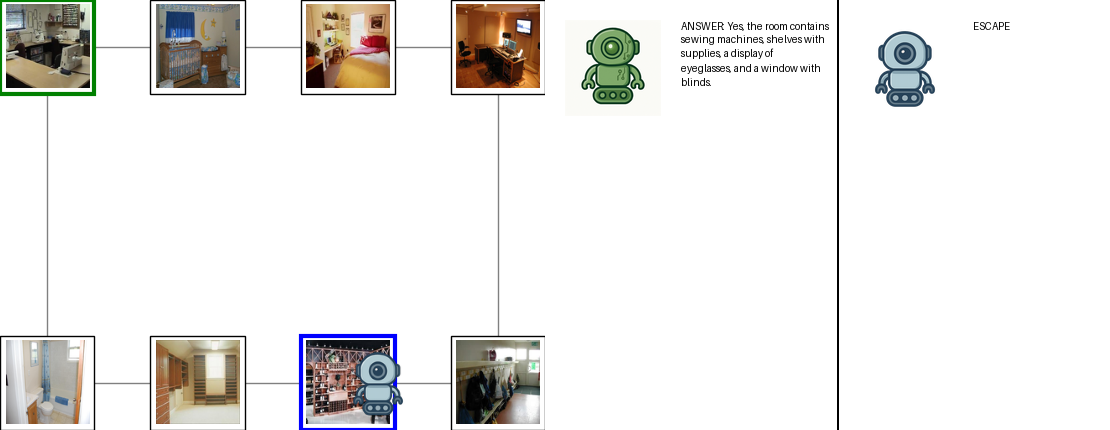 ANSWER: Yes, the room contains
sewing machines, shelves with
supplies, a display of
eyeglasses, and a window with
blinds.
ESCAPE